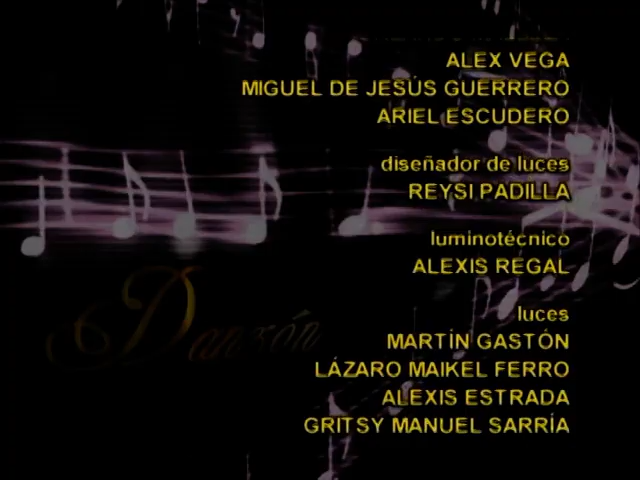 ALEX VEGA
MIGUEL DE JESÚS GUERRERO
ARIEL ESCUDERO
diseñador de luces
REYSI PADILLA
luminotécnico
ALEXIS REGAL
luces
MARTÍN GASTÓN
LÁZARO MAIKEL FERRO
ALEXIS ESTRADA
GRITSY MANUEL SARRÍA
Danzón